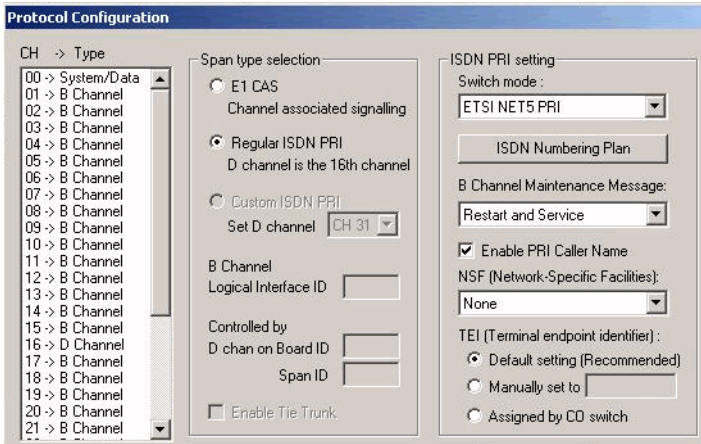 Protocol Configuration
CH -> Type
00 -> System/Data
01 -> B Channel
02 -> B Channel
03 -> B Channel
04 -> B Channel
05 -> B Channel
06 -> B Channel
07 -> B Channel
08 -> B Channel
09 -> B Channel
10 -> B Channel
11 -> B Channel
12 -> B Channel
13 -> B Channel
14 -> B Channel
15 -> B Channel
16 -> D Channel
17 -> B Channel
18 -> B Channel
19 -> B Channel
20 -> B Channel
21 -> B Channel
Span type selection
E1 CAS
Channel associated signalling
Regular ISDN PRI
D channel is the 16th channel
Custom ISDN PRI
Set D channel CH 31
B Channel
Logical Interface ID
Controlled by
D chan on Board ID
Span ID
Enable Tie Trunk
ISDN PRI setting
Switch mode :
ETSI NET5 PRI
ISDN Numbering Plan
B Channel Maintenance Message:
Restart and Service
Enable PRI Caller Name
NSF (Network-Specific Facilities):
None
TEI (Terminal endpoint identifier) :
Default setting (Recommended)
Manually set to
Assigned by CO switch